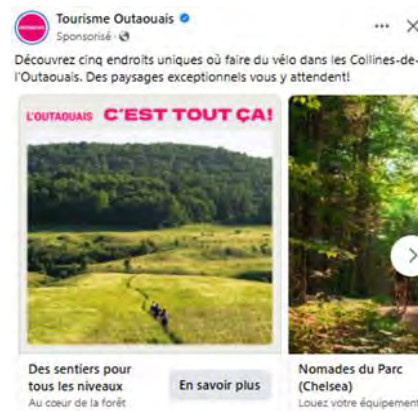 Tourisme Outaouais
Sponsorisé ·
Découvrez cinq endroits uniques où faire du vélo dans les Collines-de-
l'Outaouais. Des paysages exceptionnels vous y attendent!
L'OUTAOUAIS C'EST TOUT ÇA!
Des sentiers pour
tous les niveaux
Au cœur de la forêt
En savoir plus
Nomades du Parc
(Chelsea)
Louez votre équipement